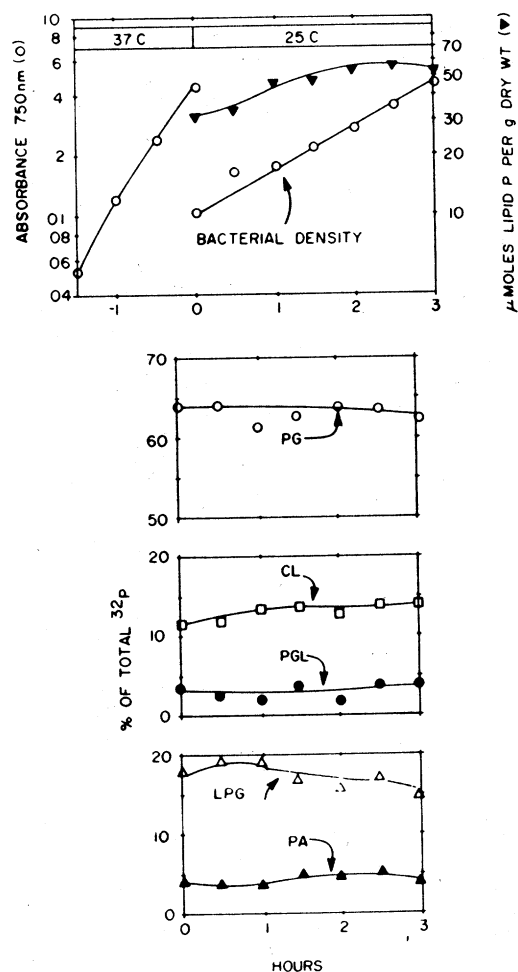 10
8
6
4
2
01
08
06
04
37 C
25 C
70
50
30
20
10
ABSORBANCE 750nm (O)
μMOLES LIPID P PER g DRY WT (▼)
BACTERIAL DENSITY
-1
0
1
2
3
70
60
50
PG
20
10
0
CL
PGL
% OF TOTAL 32P
20
10
0
LPG
PA
0
1
2
3
HOURS